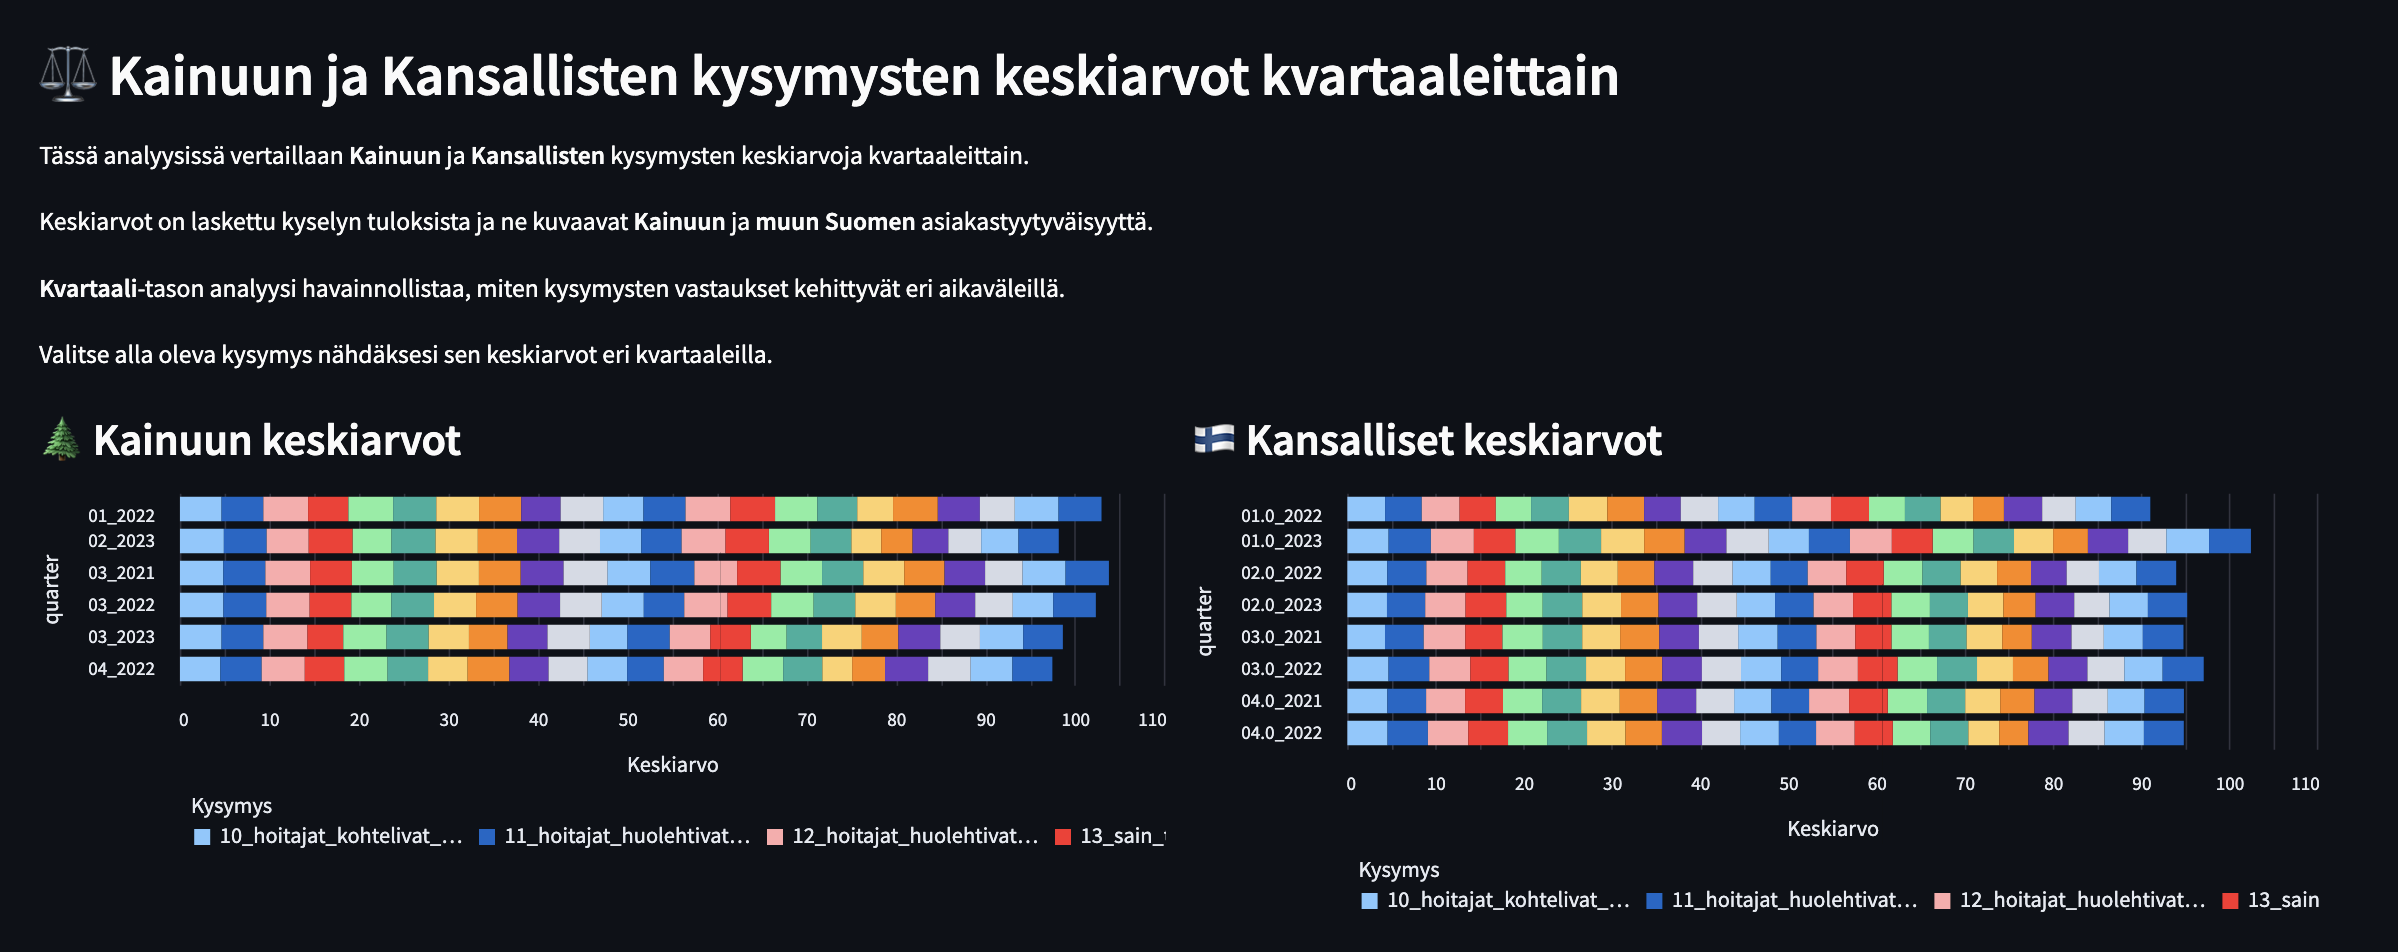 Kainuun ja Kansallisten kysymysten keskiarvot kvartaaleittain
Tässä analyysissä vertaillaan Kainuun ja Kansallisten kysymysten keskiarvoja kvartaaleittain.
Keskiarvot on laskettu kyselyn tuloksista ja ne kuvaavat Kainuun ja muun Suomen asiakastyytyväisyyttä.
Kvartaali-tason analyysi havainnollistaa, miten kysymysten vastaukset kehittyvät eri aikaväleillä.
Valitse alla oleva kysymys nähdäksesi sen keskiarvot eri kvartaaleilla.
Kainuun keskiarvot
quarter
01_2022
02_2023
03_2021
03_2022
03_2023
04_2022
0 10 20 30 40 50 60 70 80 90 100 110
Keskiarvo
Kysymys
10_hoitajat_kohtelivat_… 11_hoitajat_huolehtivat… 12_hoitajat_huolehtivat… 13_sain_
Kansalliset keskiarvot
quarter
01.0_2022
01.0_2023
02.0_2022
02.0_2023
03.0_2021
03.0_2022
04.0_2021
04.0_2022
0 10 20 30 40 50 60 70 80 90 100 110
Keskiarvo
Kysymys
10_hoitajat_kohtelivat_… 11_hoitajat_huolehtivat… 12_hoitajat_huolehtivat… 13_sain